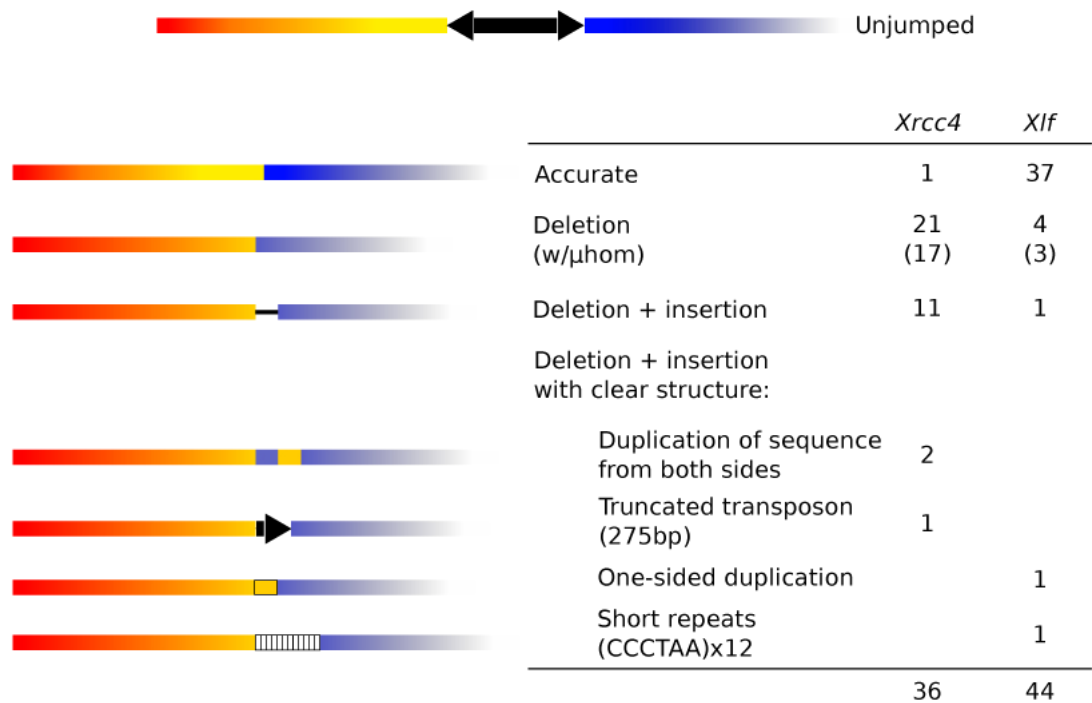 Unjumped
Xrcc4 Xlf
Accurate 1 37
Deletion 21 4
(w/μhom) (17) (3)
Deletion + insertion 11 1
Deletion + insertion
with clear structure:
Duplication of sequence
from both sides 2
Truncated transposon
(275bp) 1
One-sided duplication 1
Short repeats
(CCCTAA)x12 1
36 44